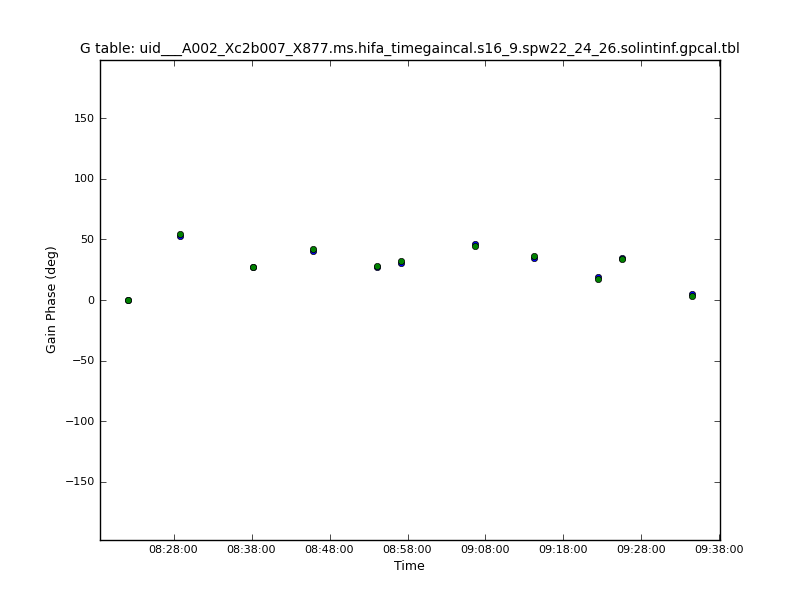 G table: uid___A002_Xc2b007_X877.ms.hifa_timegaincal.s16_9.spw22_24_26.solintinf.gpcal.tbl
150
100
50
0
−50
−100
−150
Gain Phase (deg)
08:28:00 08:38:00 08:48:00 08:58:00 09:08:00 09:18:00 09:28:00 09:38:00
Time